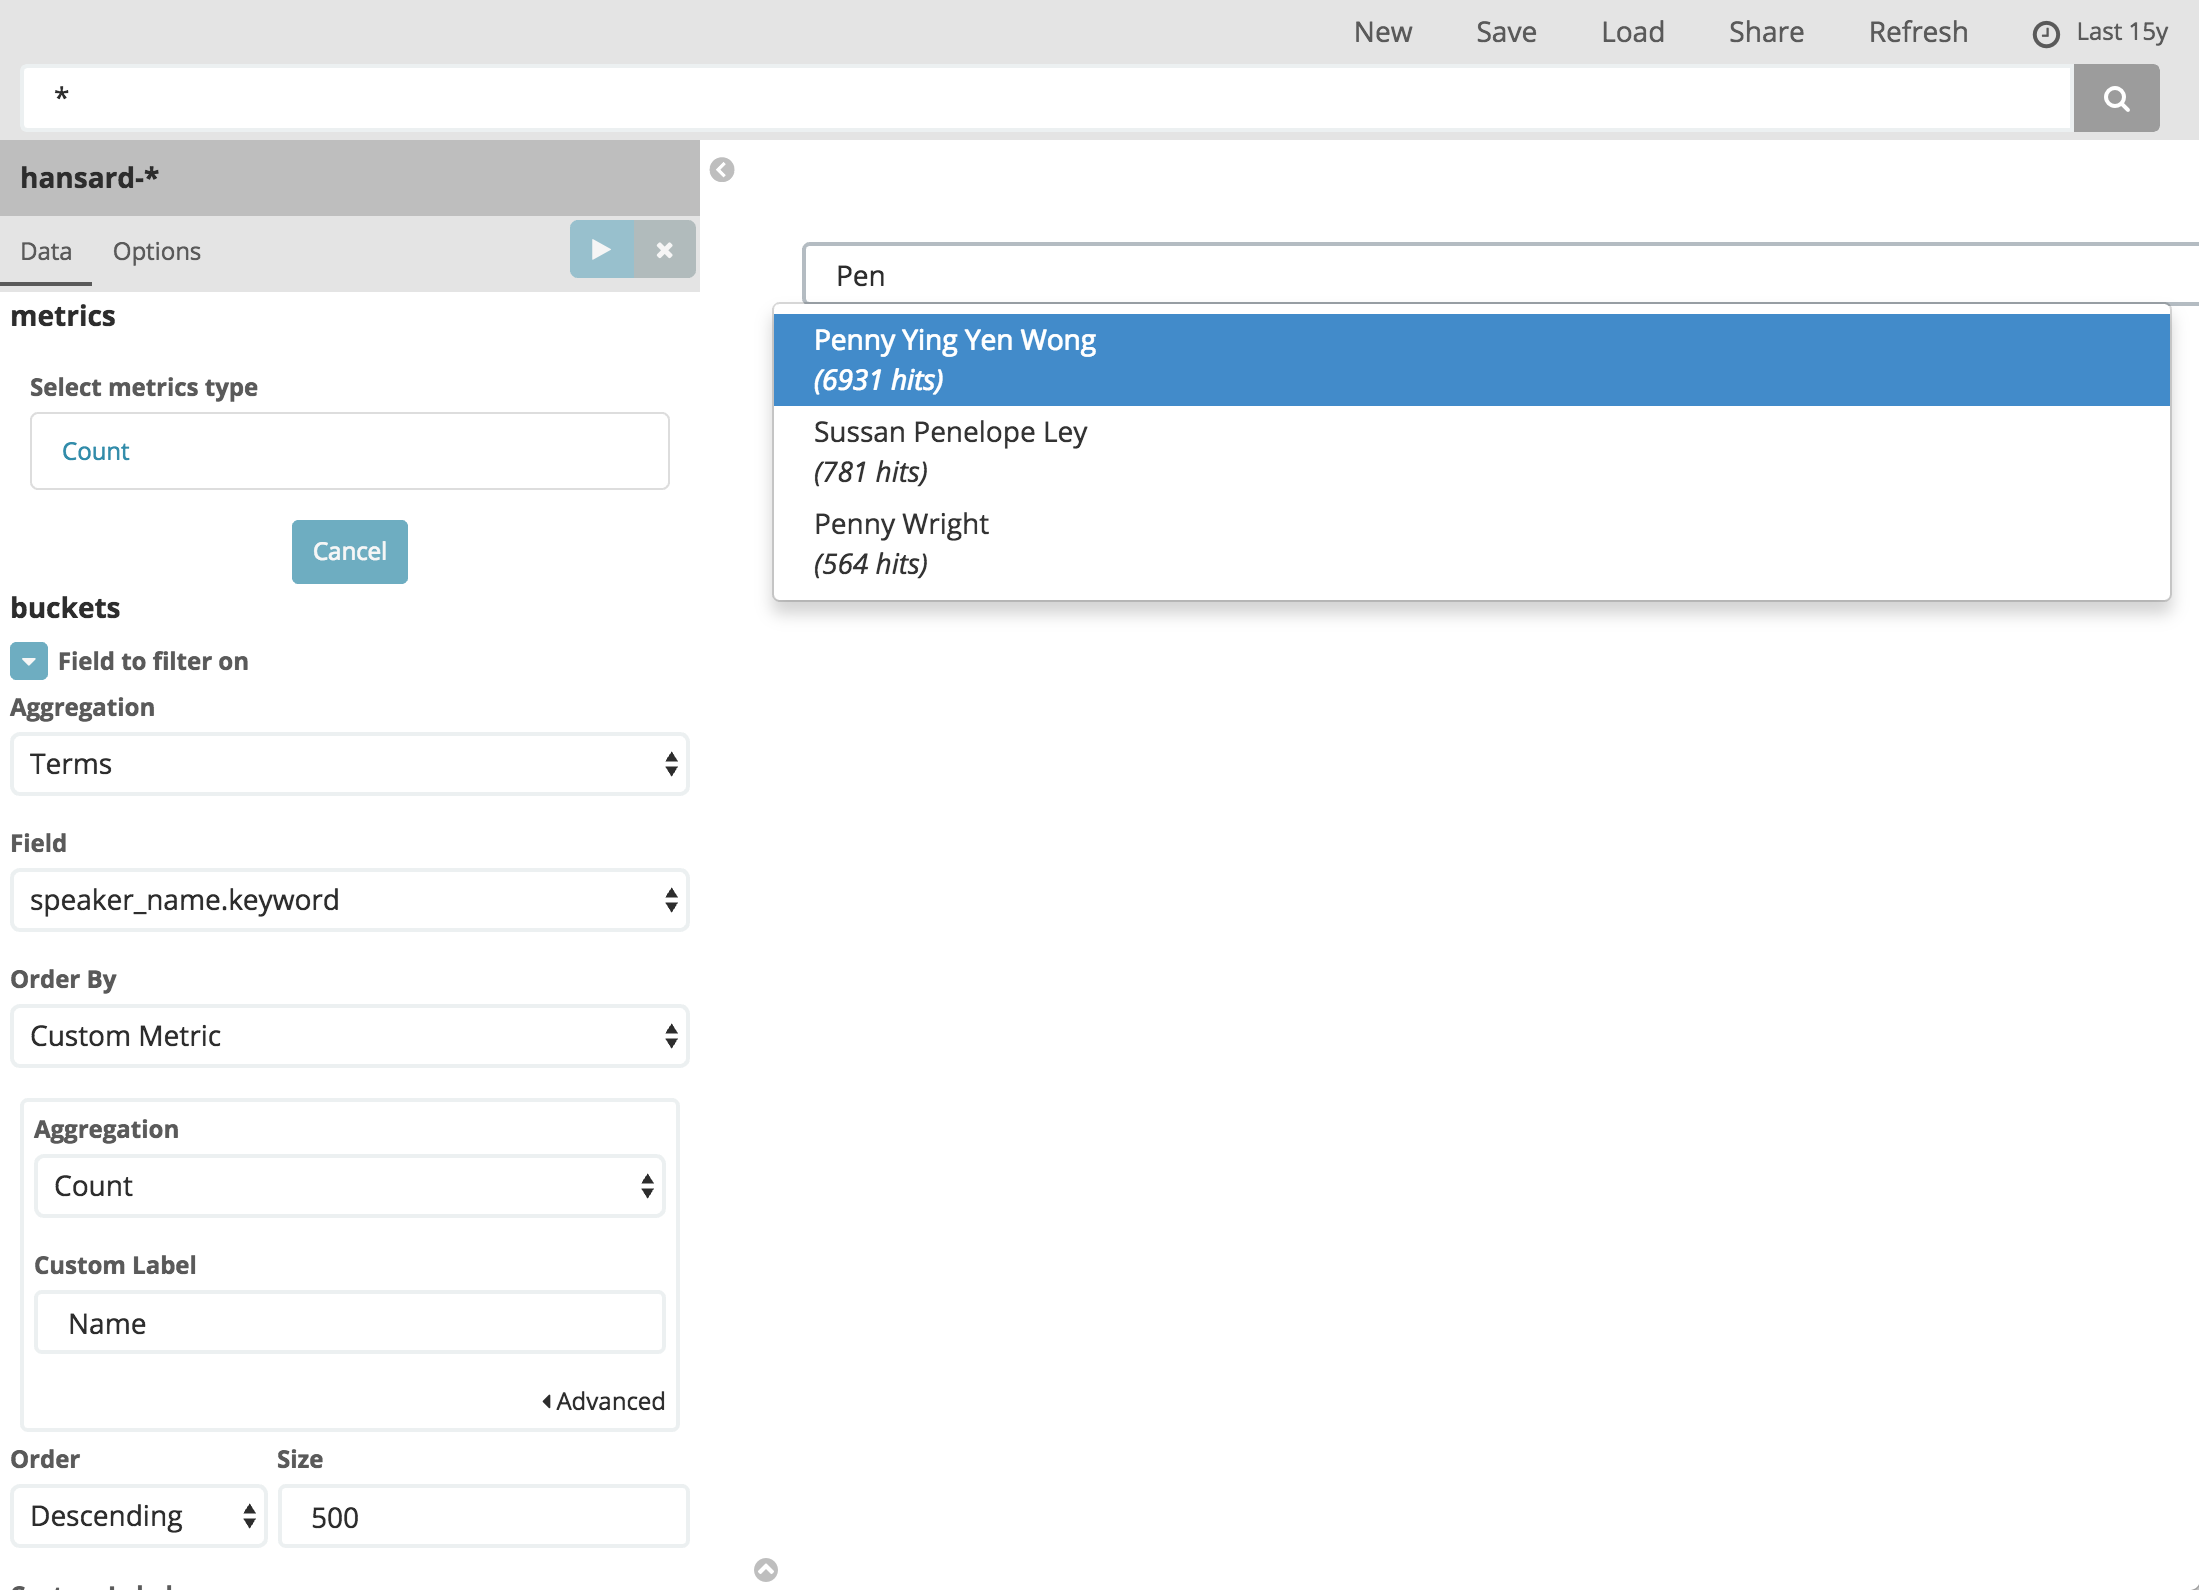 New Save Load Share Refresh Last 15y
*
hansard-*
Data Options
metrics
Select metrics type
Count
Cancel
buckets
Field to filter on
Aggregation
Terms
Field
speaker_name.keyword
Order By
Custom Metric
Aggregation
Count
Custom Label
Name
Advanced
Order Size
Descending 500
Pen
Penny Ying Yen Wong
(6931 hits)
Sussan Penelope Ley
(781 hits)
Penny Wright
(564 hits)